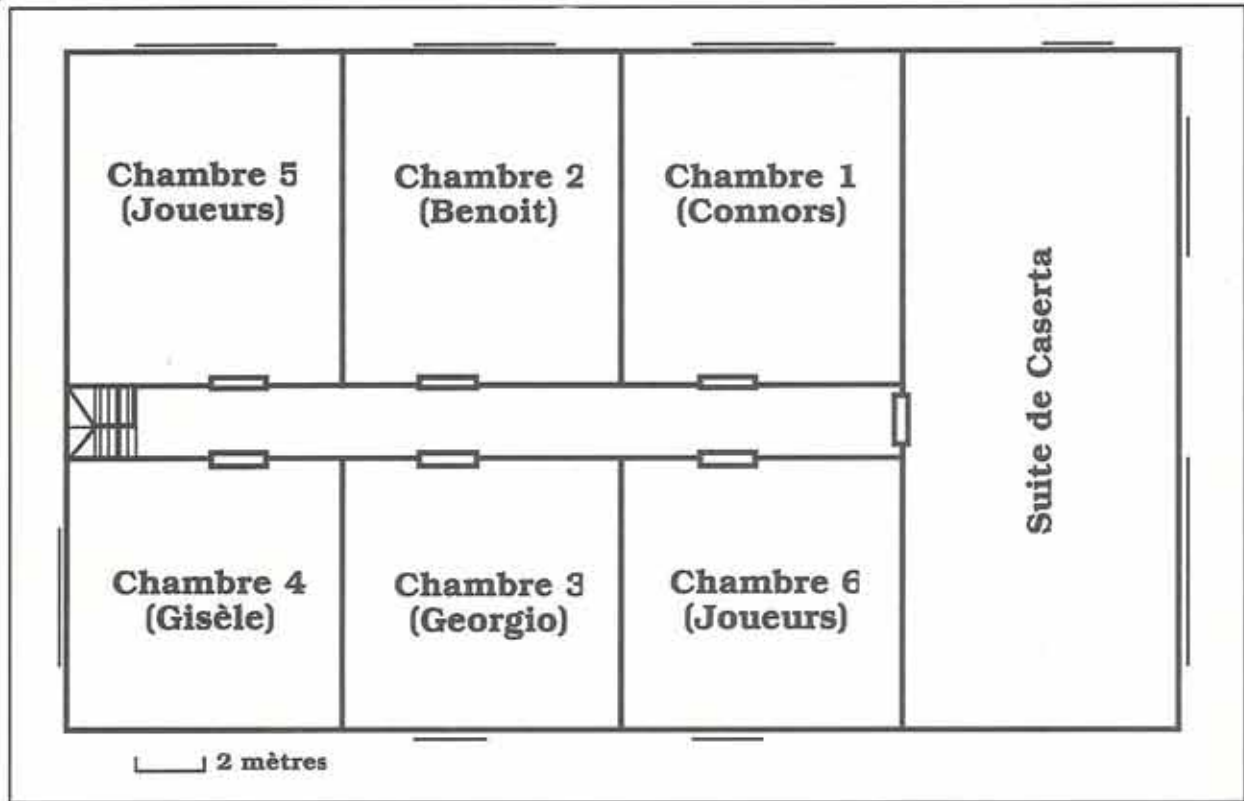 Chambre 5
(Joueurs)
Chambre 2
(Benoit)
Chambre 1
(Connors)
Suite de Caserta
Chambre 4
(Gisèle)
Chambre 3
(Georgio)
Chambre 6
(Joueurs)
2 mètres